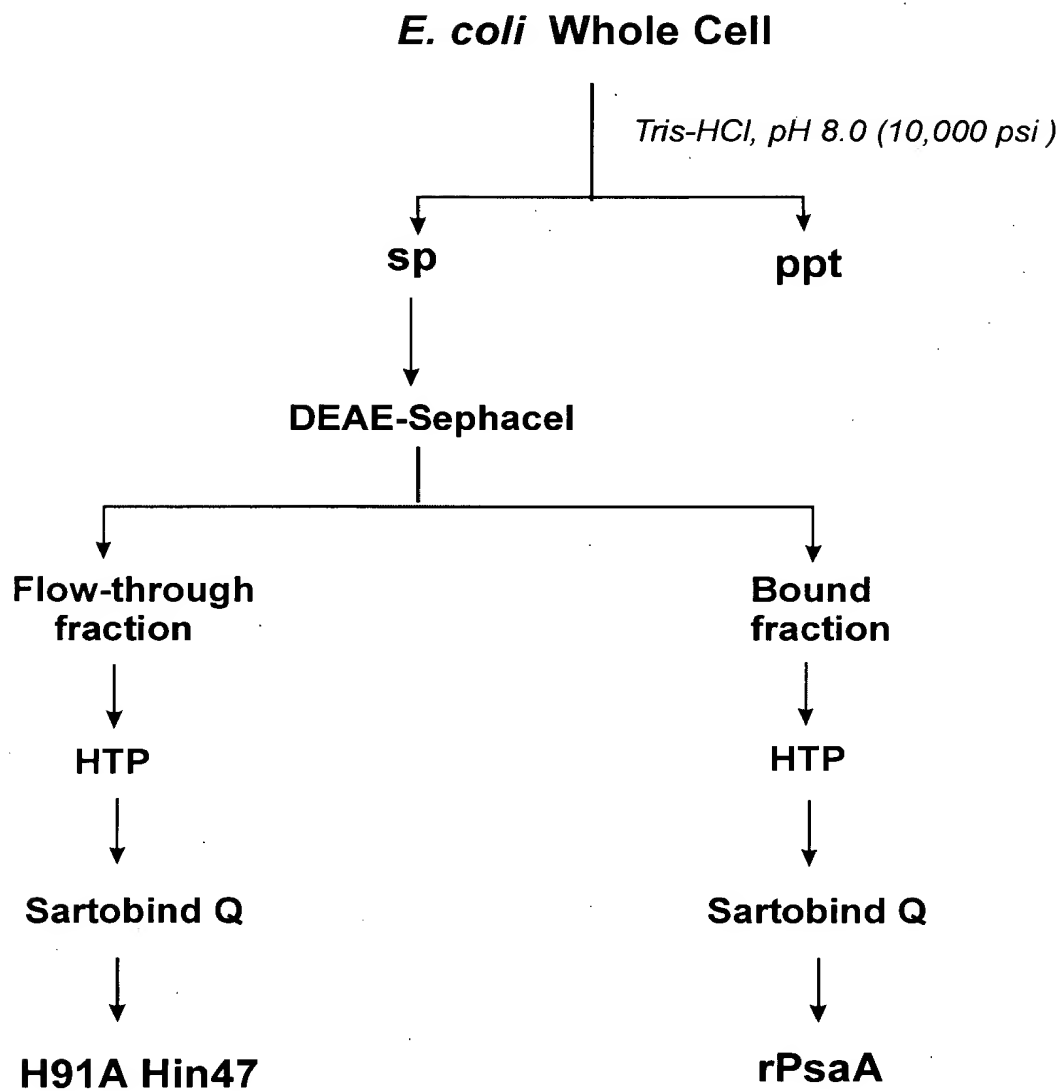 E. coli Whole Cell
Tris-HCl, pH 8.0 (10,000 psi )
sp
ppt
DEAE-Sephacel
Flow-through
fraction
Bound
fraction
HTP
HTP
Sartobind Q
Sartobind Q
H91A Hin47
rPsaA